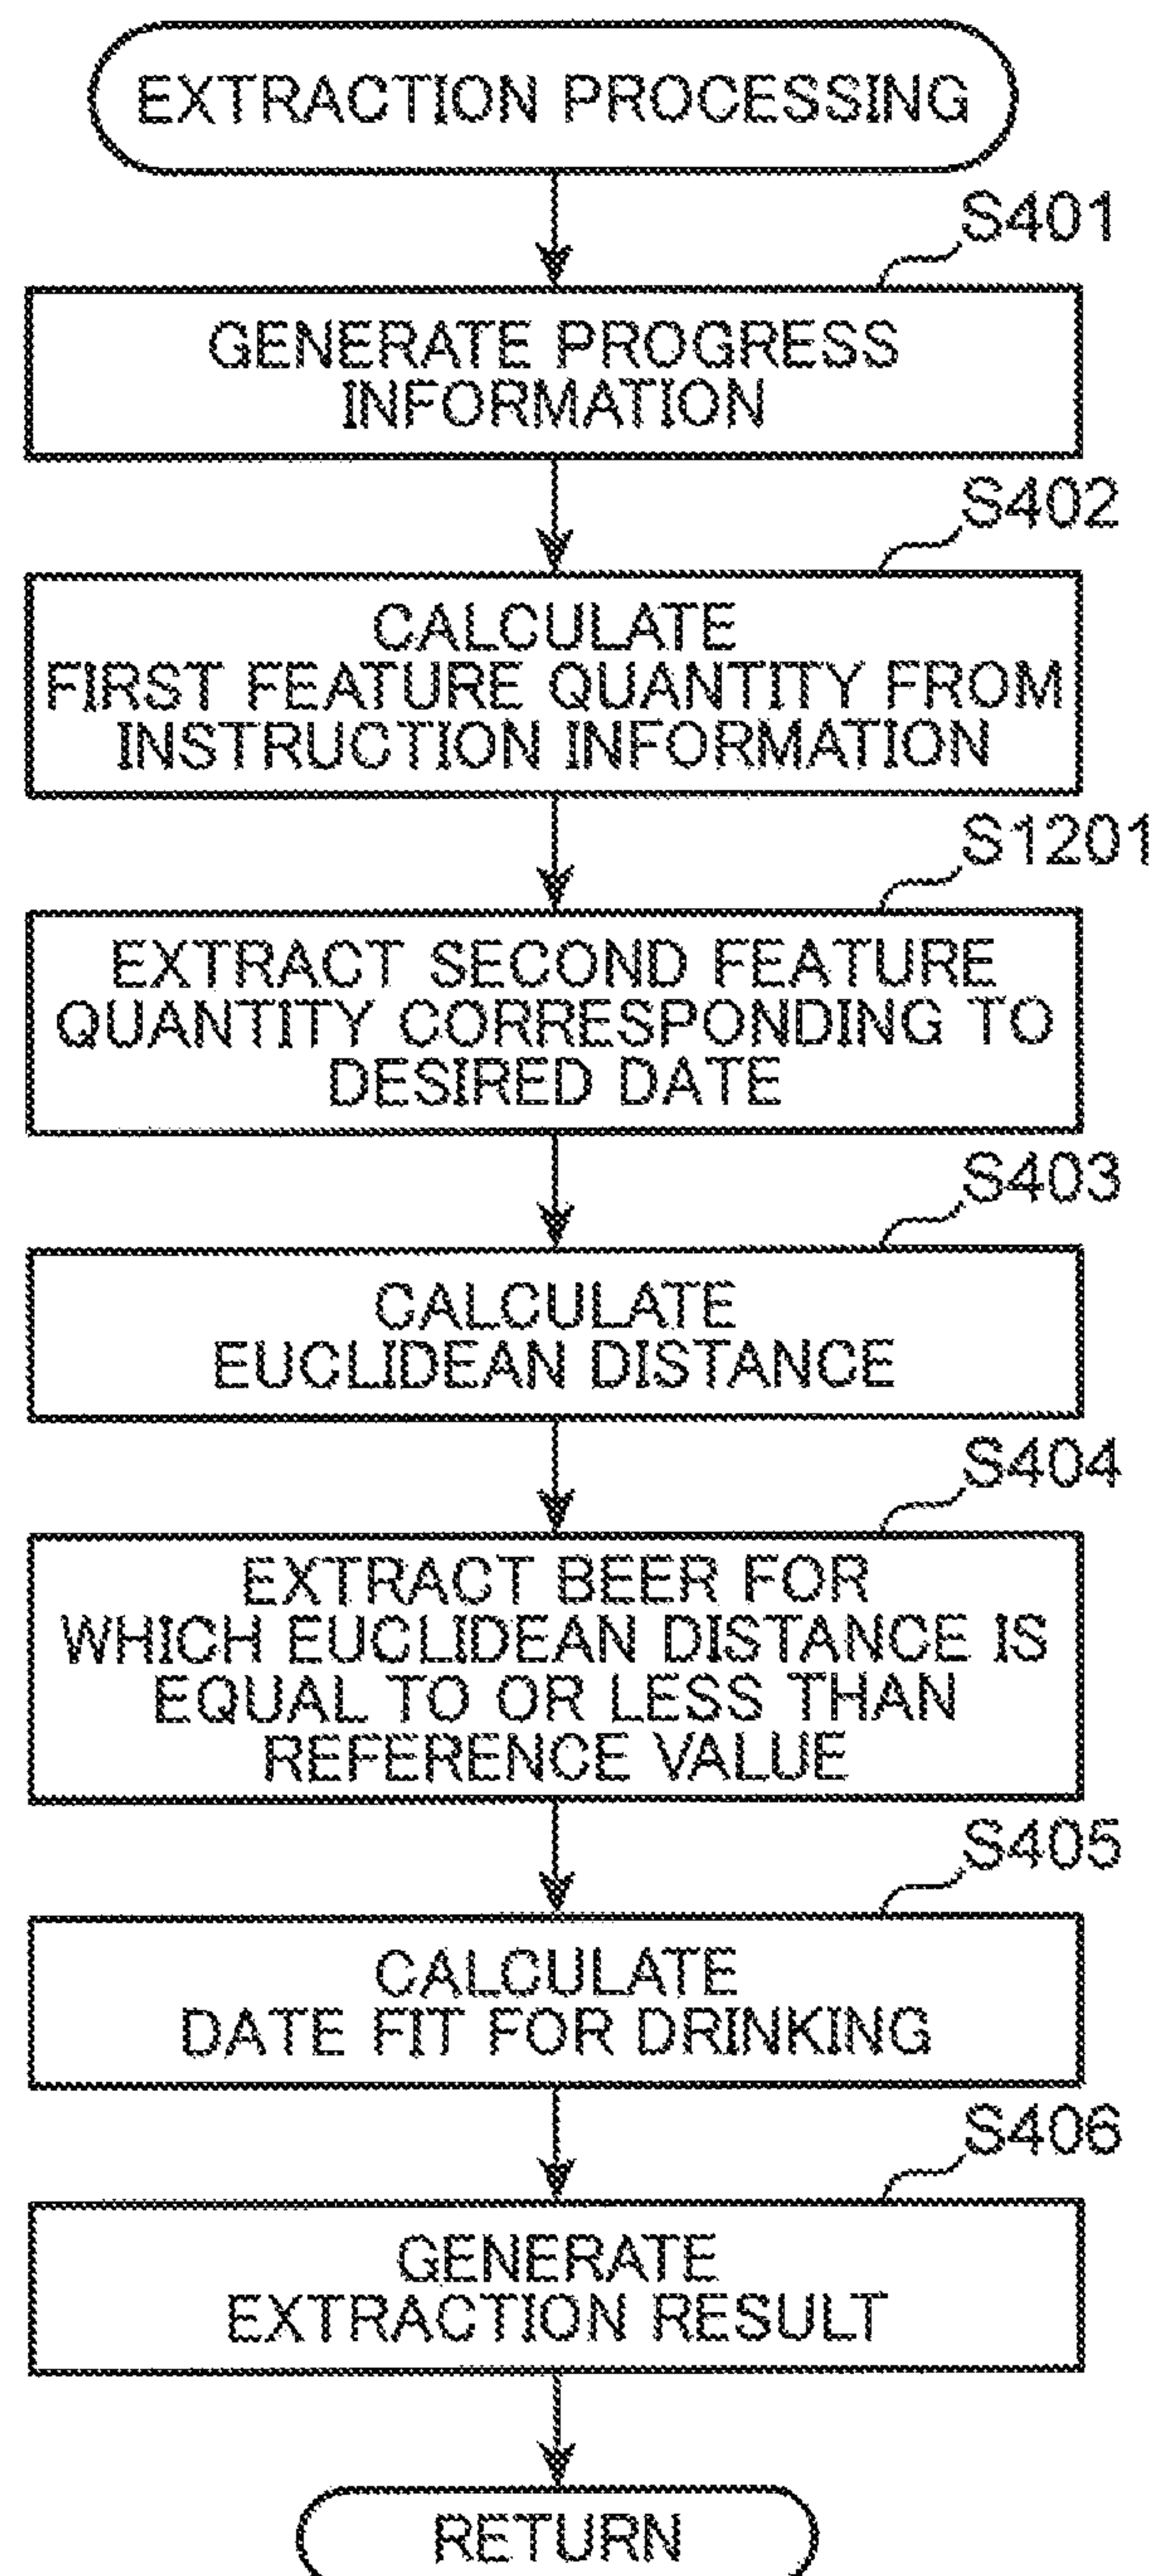 EXTRACTION PROCESSING
S401
GENERATE PROGRESS
INFORMATION
S402
CALCULATE
FIRST FEATURE QUANTITY FROM
INSTRUCTION INFORMATION
S1201
EXTRACT SECOND FEATURE
QUANTITY CORRESPONDING TO
DESIRED DATE
S403
CALCULATE
EUCLIDEAN DISTANCE
S404
EXTRACT BEER FOR
WHICH EUCLIDEAN DISTANCE IS
EQUAL TO OR LESS THAN
REFERENCE VALUE
S405
CALCULATE
DATE FIT FOR DRINKING
S406
GENERATE
EXTRACTION RESULT
RETURN